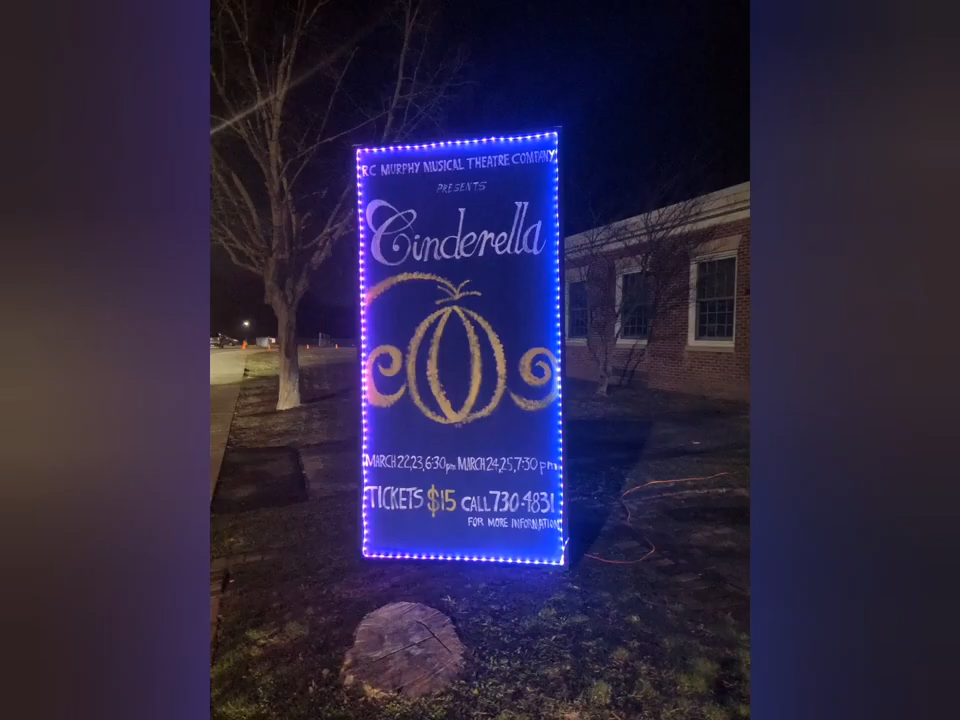 RC MURPHY MUSICAL THEATRE COMPANY
PRESENTS
Cinderella
MARCH 22,23,6:30pm MARCH 24,25,7:30 pm
TICKETS $15 CALL 730-4831
FOR MORE INFORMATION